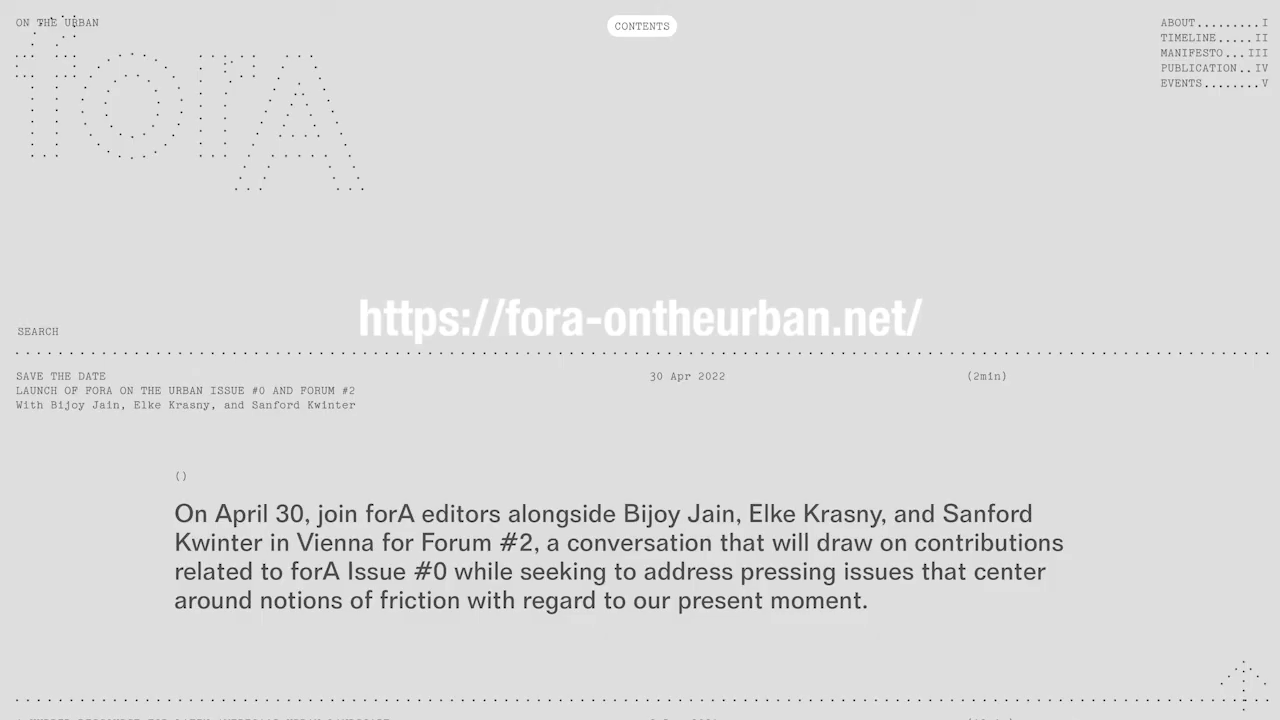 ON THE URBAN
forA
CONTENTS
ABOUT.........I
TIMELINE.....II
MANIFESTO...III
PUBLICATION..IV
EVENTS........V
https://fora-ontheurban.net/
SEARCH
SAVE THE DATE
LAUNCH OF FORA ON THE URBAN ISSUE #0 AND FORUM #2
With Bijoy Jain, Elke Krasny, and Sanford Kwinter
30 Apr 2022
(2min)
()
On April 30, join forA editors alongside Bijoy Jain, Elke Krasny, and Sanford
Kwinter in Vienna for Forum #2, a conversation that will draw on contributions
related to forA Issue #0 while seeking to address pressing issues that center
around notions of friction with regard to our present moment.